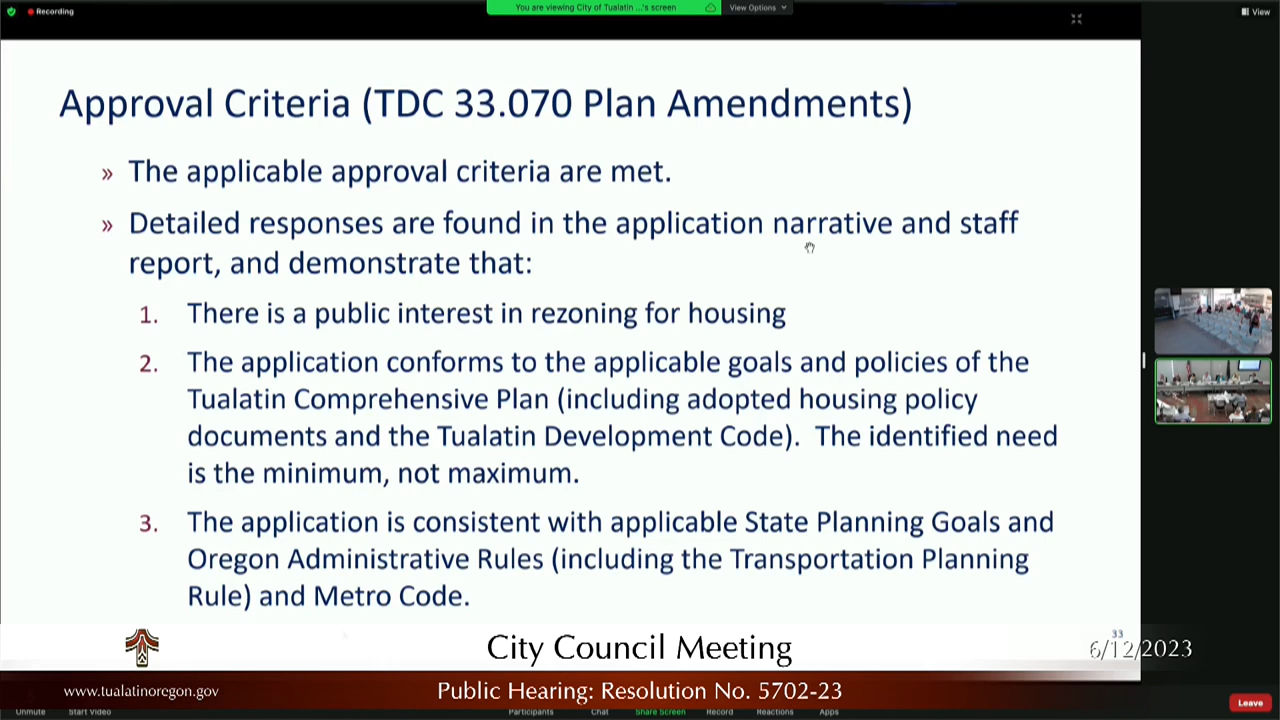 Recording
You are viewing City of Tualatin ...'s screen
View Options
View
Approval Criteria (TDC 33.070 Plan Amendments)
» The applicable approval criteria are met.
» Detailed responses are found in the application narrative and staff
report, and demonstrate that:
1. There is a public interest in rezoning for housing
2. The application conforms to the applicable goals and policies of the
Tualatin Comprehensive Plan (including adopted housing policy
documents and the Tualatin Development Code). The identified need
is the minimum, not maximum.
3. The application is consistent with applicable State Planning Goals and
Oregon Administrative Rules (including the Transportation Planning
Rule) and Metro Code.
33
City Council Meeting
6/12/2023
www.tualatinoregon.gov
Public Hearing: Resolution No. 5702-23
Leave
Unmute
Start Video
Participants
Chat
Share Screen
Record
Reactions
Apps